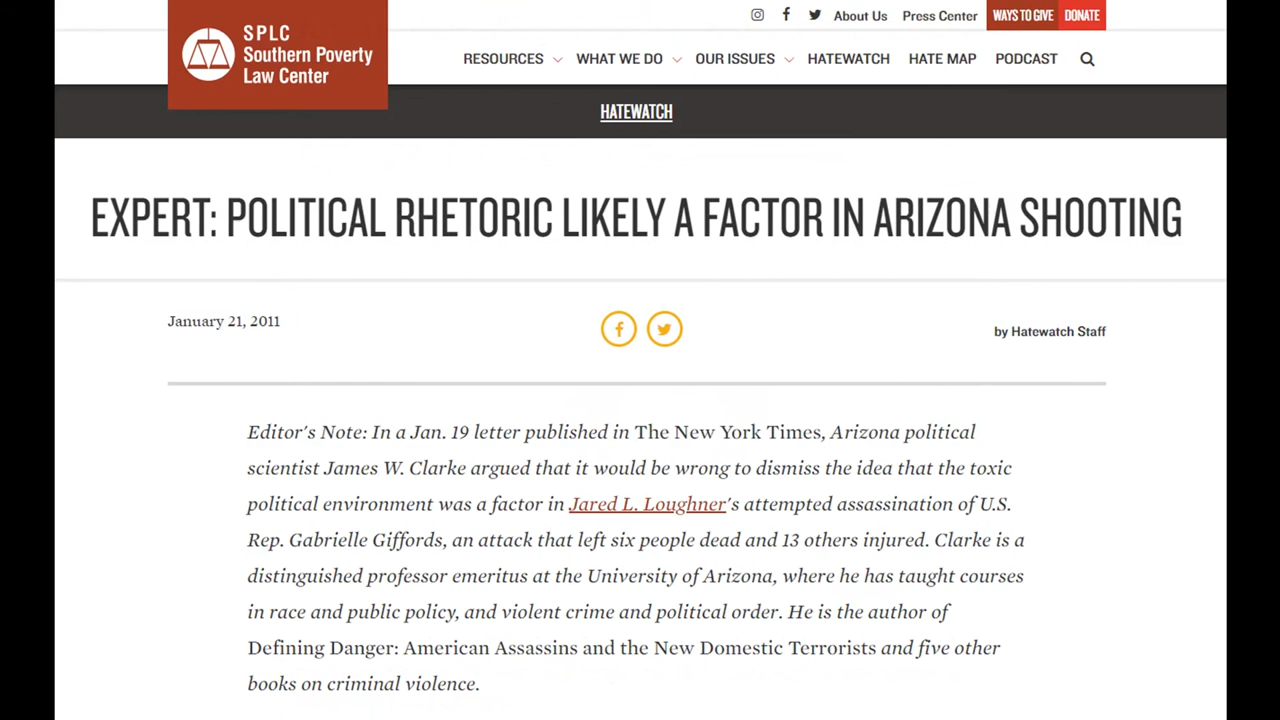 About Us Press Center WAYS TO GIVE DONATE
SPLC
Southern Poverty
Law Center
RESOURCES WHAT WE DO OUR ISSUES HATEWATCH HATE MAP PODCAST
HATEWATCH
EXPERT: POLITICAL RHETORIC LIKELY A FACTOR IN ARIZONA SHOOTING
January 21, 2011
by Hatewatch Staff
Editor's Note: In a Jan. 19 letter published in The New York Times, Arizona political
scientist James W. Clarke argued that it would be wrong to dismiss the idea that the toxic
political environment was a factor in Jared L. Loughner's attempted assassination of U.S.
Rep. Gabrielle Giffords, an attack that left six people dead and 13 others injured. Clarke is a
distinguished professor emeritus at the University of Arizona, where he has taught courses
in race and public policy, and violent crime and political order. He is the author of
Defining Danger: American Assassins and the New Domestic Terrorists and five other
books on criminal violence.